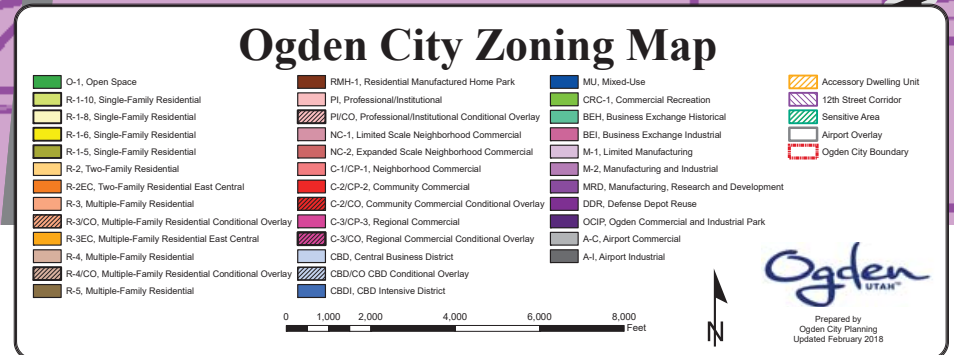 Ogden City Zoning Map
O-1, Open Space
R-1-10, Single-Family Residential
R-1-8, Single-Family Residential
R-1-6, Single-Family Residential
R-1-5, Single-Family Residential
R-2, Two-Family Residential
R-2EC, Two-Family Residential East Central
R-3, Multiple-Family Residential
R-3/CO, Multiple-Family Residential Conditional Overlay
R-3EC, Multiple-Family Residential East Central
R-4, Multiple-Family Residential
R-4/CO, Multiple-Family Residential Conditional Overlay
R-5, Multiple-Family Residential
RMH-1, Residential Manufactured Home Park
PI, Professional/Institutional
PI/CO, Professional/Institutional Conditional Overlay
NC-1, Limited Scale Neighborhood Commercial
NC-2, Expanded Scale Neighborhood Commercial
C-1/CP-1, Neighborhood Commercial
C-2/CP-2, Community Commercial
C-2/CO, Community Commercial Conditional Overlay
C-3/CP-3, Regional Commercial
C-3/CO, Regional Commercial Conditional Overlay
CBD, Central Business District
CBD/CO CBD Conditional Overlay
CBDI, CBD Intensive District
MU, Mixed-Use
CRC-1, Commercial Recreation
BEH, Business Exchange Historical
BEI, Business Exchange Industrial
M-1, Limited Manufacturing
M-2, Manufacturing and Industrial
MRD, Manufacturing, Research and Development
DDR, Defense Depot Reuse
OCIP, Ogden Commercial and Industrial Park
A-C, Airport Commercial
A-I, Airport Industrial
Accessory Dwelling Unit
12th Street Corridor
Sensitive Area
Airport Overlay
Ogden City Boundary
0 1,000 2,000 4,000 6,000 8,000
Feet
N
Ogden
UTAH™
Prepared by
Ogden City Planning
Updated February 2018